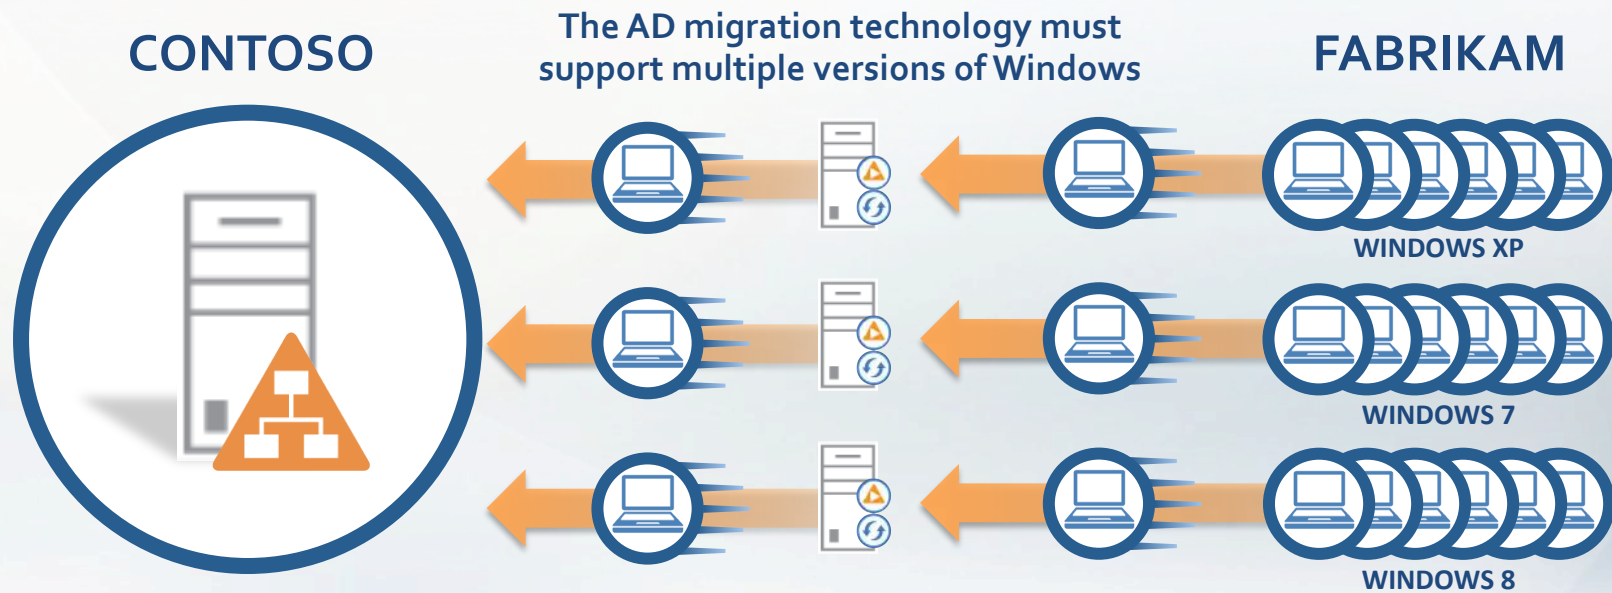 CONTOSO
The AD migration technology must
support multiple versions of Windows
FABRIKAM
WINDOWS XP
WINDOWS 7
WINDOWS 8